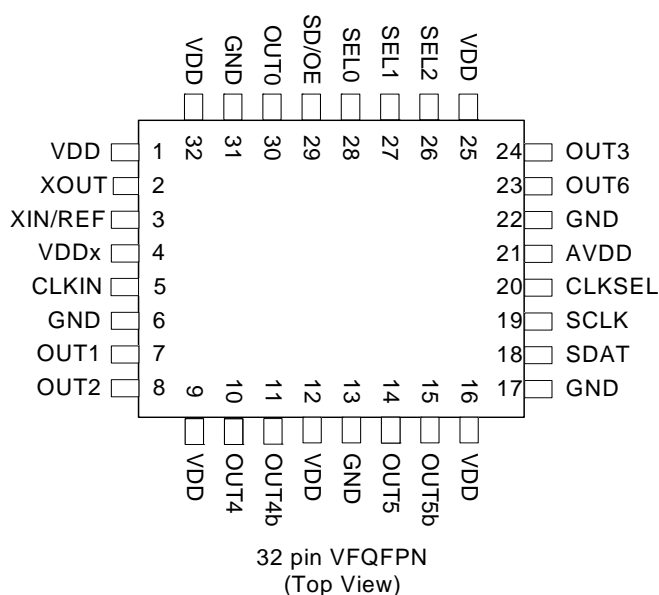 VDD
GND
OUT0
SD/OE
SEL0
SEL1
SEL2
VDD
32
31
30
29
28
27
26
25
VDD 1
XOUT 2
XIN/REF 3
VDDx 4
CLKIN 5
GND 6
OUT1 7
OUT2 8
24 OUT3
23 OUT6
22 GND
21 AVDD
20 CLKSEL
19 SCLK
18 SDAT
17 GND
9
10
11
12
13
14
15
16
VDD
OUT4
OUT4b
VDD
GND
OUT5
OUT5b
VDD
32 pin VFQFPN
(Top View)